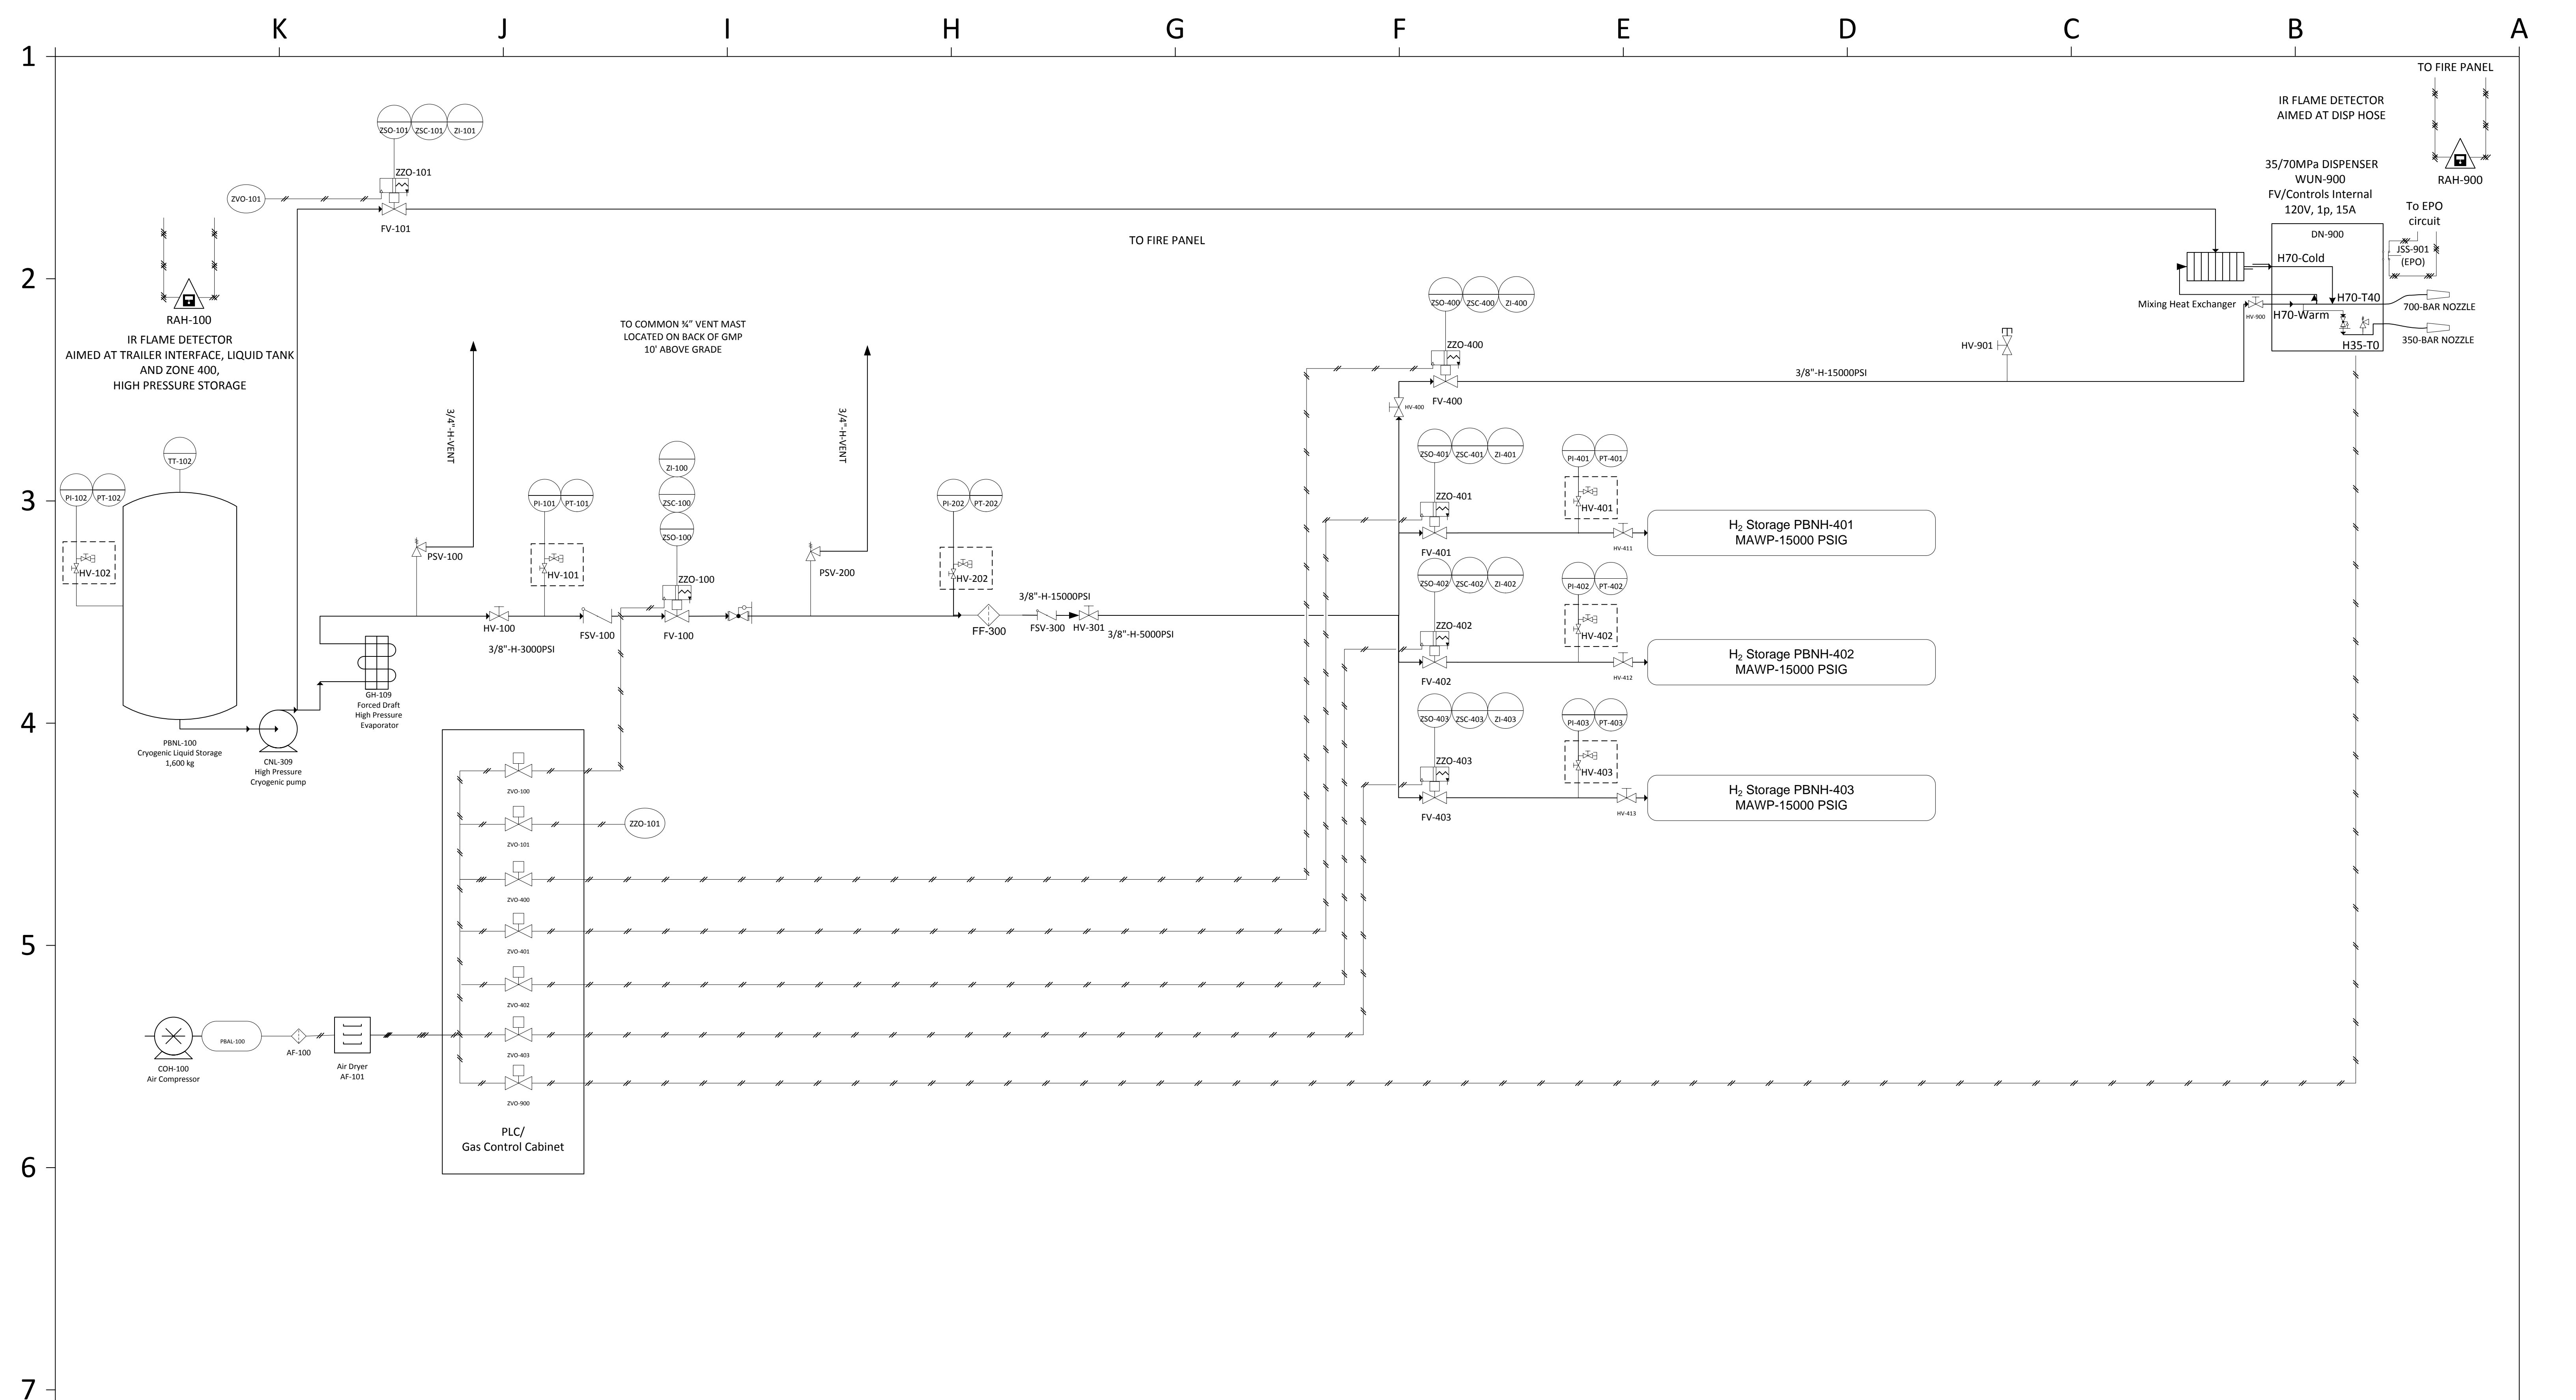 K
J
I
H
G
F
E
D
C
B
A
1
2
3
4
5
6
7
TO FIRE PANEL
IR FLAME DETECTOR
AIMED AT DISP HOSE
RAH-900
35/70MPa DISPENSER
WUN-900
FV/Controls Internal
120V, 1p, 15A
To EPO
circuit
DN-900
JSS-901
(EPO)
H70-Cold
H70-T40
H70-Warm
H35-T0
700-BAR NOZZLE
350-BAR NOZZLE
Mixing Heat Exchanger
HV-900
HV-901
ZSO-101
ZSC-101
ZI-101
ZZO-101
ZVO-101
FV-101
TO FIRE PANEL
RAH-100
IR FLAME DETECTOR
AIMED AT TRAILER INTERFACE, LIQUID TANK
AND ZONE 400,
HIGH PRESSURE STORAGE
TO COMMON ¾” VENT MAST
LOCATED ON BACK OF GMP
10' ABOVE GRADE
3/4"-H-VENT
3/4"-H-VENT
ZSO-400
ZSC-400
ZI-400
ZZO-400
FV-400
HV-400
3/8"-H-15000PSI
TT-102
PI-102
PT-102
HV-102
PSV-100
PI-101
PT-101
HV-101
ZI-100
ZSC-100
ZSO-100
ZZO-100
PSV-200
PI-202
PT-202
HV-202
HV-100
3/8"-H-3000PSI
FSV-100
FV-100
FF-300
3/8"-H-15000PSI
FSV-300
HV-301
3/8"-H-5000PSI
ZSO-401
ZSC-401
ZI-401
ZZO-401
FV-401
PI-401
PT-401
HV-401
HV-411
H₂ Storage PBNH-401
MAWP-15000 PSIG
ZSO-402
ZSC-402
ZI-402
ZZO-402
FV-402
PI-402
PT-402
HV-402
HV-412
H₂ Storage PBNH-402
MAWP-15000 PSIG
ZSO-403
ZSC-403
ZI-403
ZZO-403
FV-403
PI-403
PT-403
HV-403
HV-413
H₂ Storage PBNH-403
MAWP-15000 PSIG
GH-109
Forced Draft
High Pressure
Evaporator
PBNL-100
Cryogenic Liquid Storage
1,600 kg
CNL-309
High Pressure
Cryogenic pump
ZVO-100
ZVO-101
ZZO-101
ZVO-400
ZVO-401
ZVO-402
ZVO-403
ZVO-900
PLC/
Gas Control Cabinet
COH-100
Air Compressor
PBAL-100
AF-100
Air Dryer
AF-101